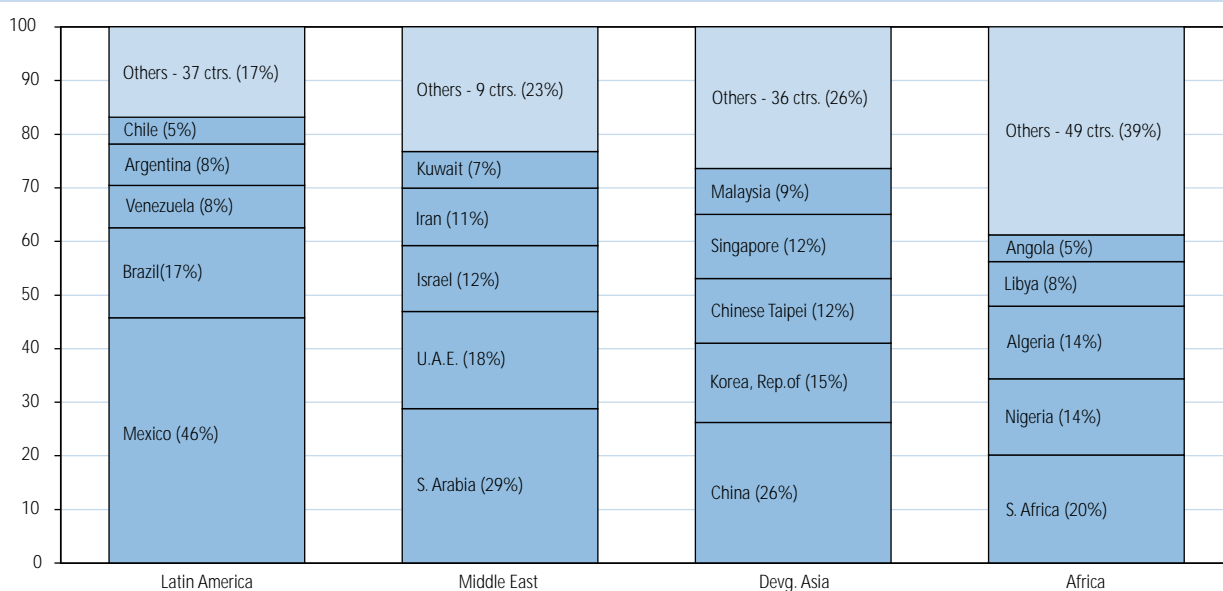 100
90
80
70
60
50
40
30
20
10
0
Others - 37 ctrs. (17%)
Chile (5%)
Argentina (8%)
Venezuela (8%)
Brazil(17%)
Mexico (46%)
Latin America
Others - 9 ctrs. (23%)
Kuwait (7%)
Iran (11%)
Israel (12%)
U.A.E. (18%)
S. Arabia (29%)
Middle East
Others - 36 ctrs. (26%)
Malaysia (9%)
Singapore (12%)
Chinese Taipei (12%)
Korea, Rep.of (15%)
China (26%)
Devg. Asia
Others - 49 ctrs. (39%)
Angola (5%)
Libya (8%)
Algeria (14%)
Nigeria (14%)
S. Africa (20%)
Africa